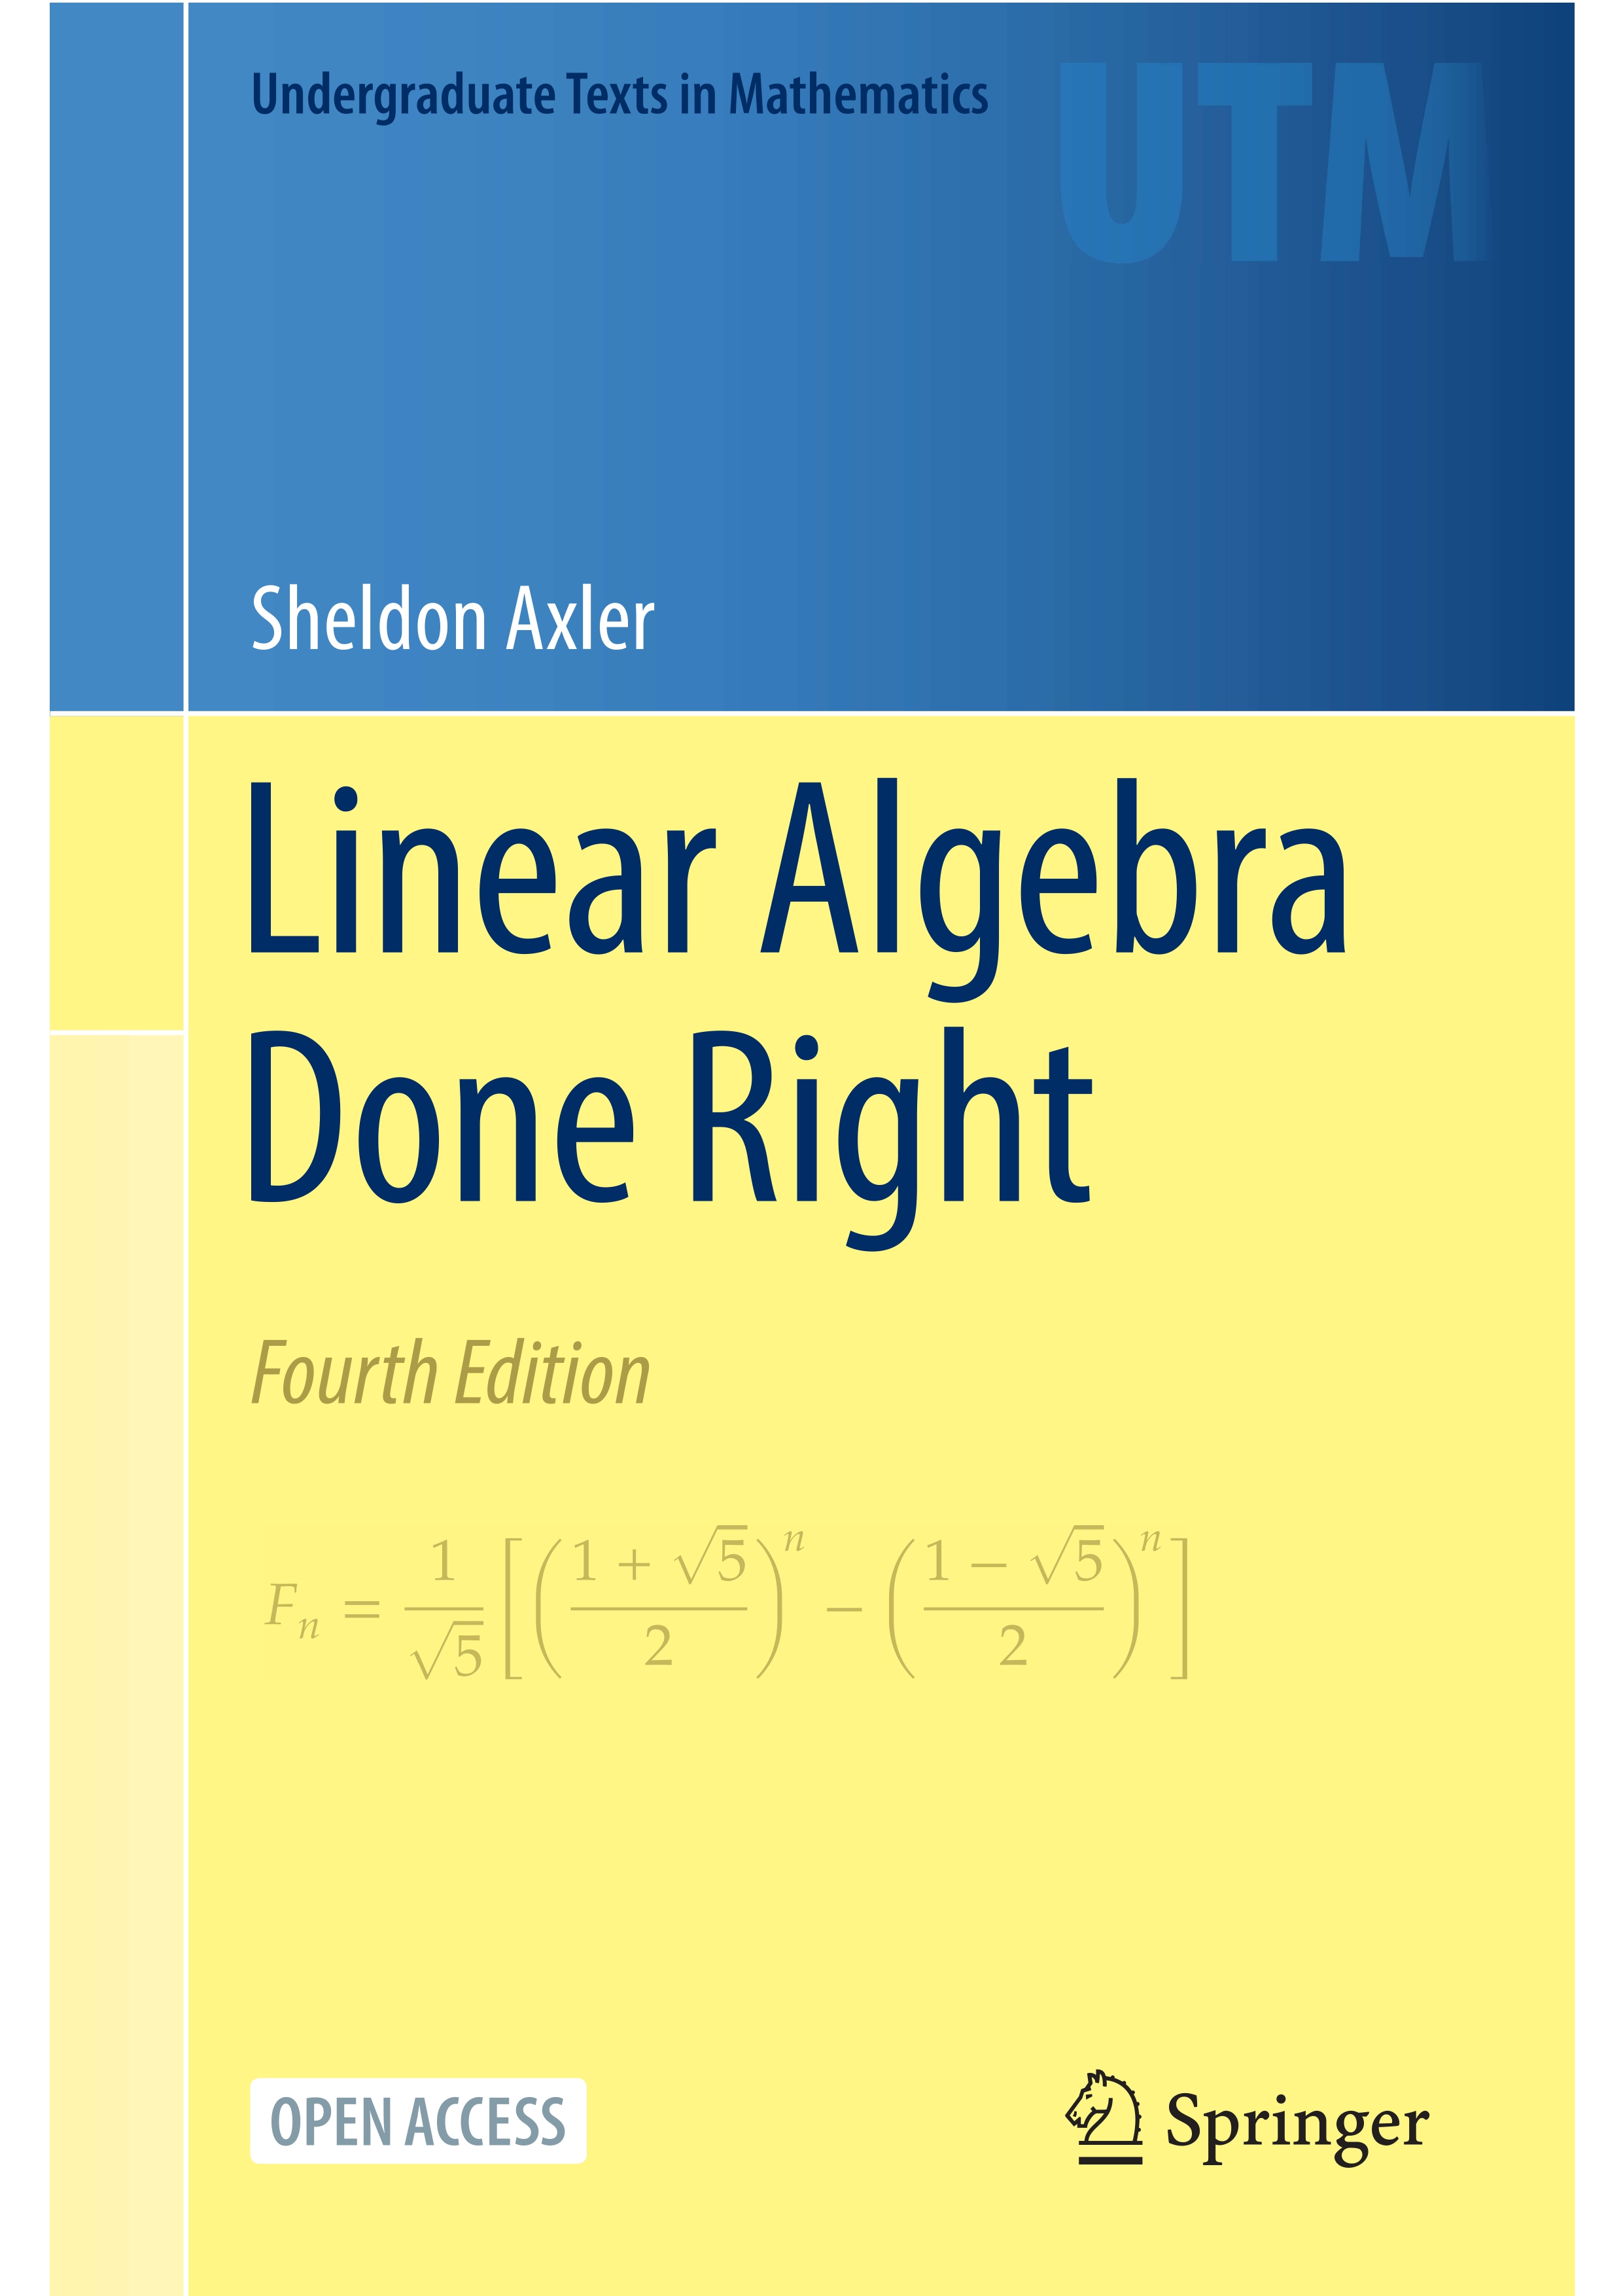 Undergraduate Texts in Mathematics
UTM
Sheldon Axler
Linear Algebra
Done Right
Fourth Edition
Fₙ = 1/√5 [((1 + √5)/2)ⁿ − ((1 − √5)/2)ⁿ]
OPEN ACCESS
Springer